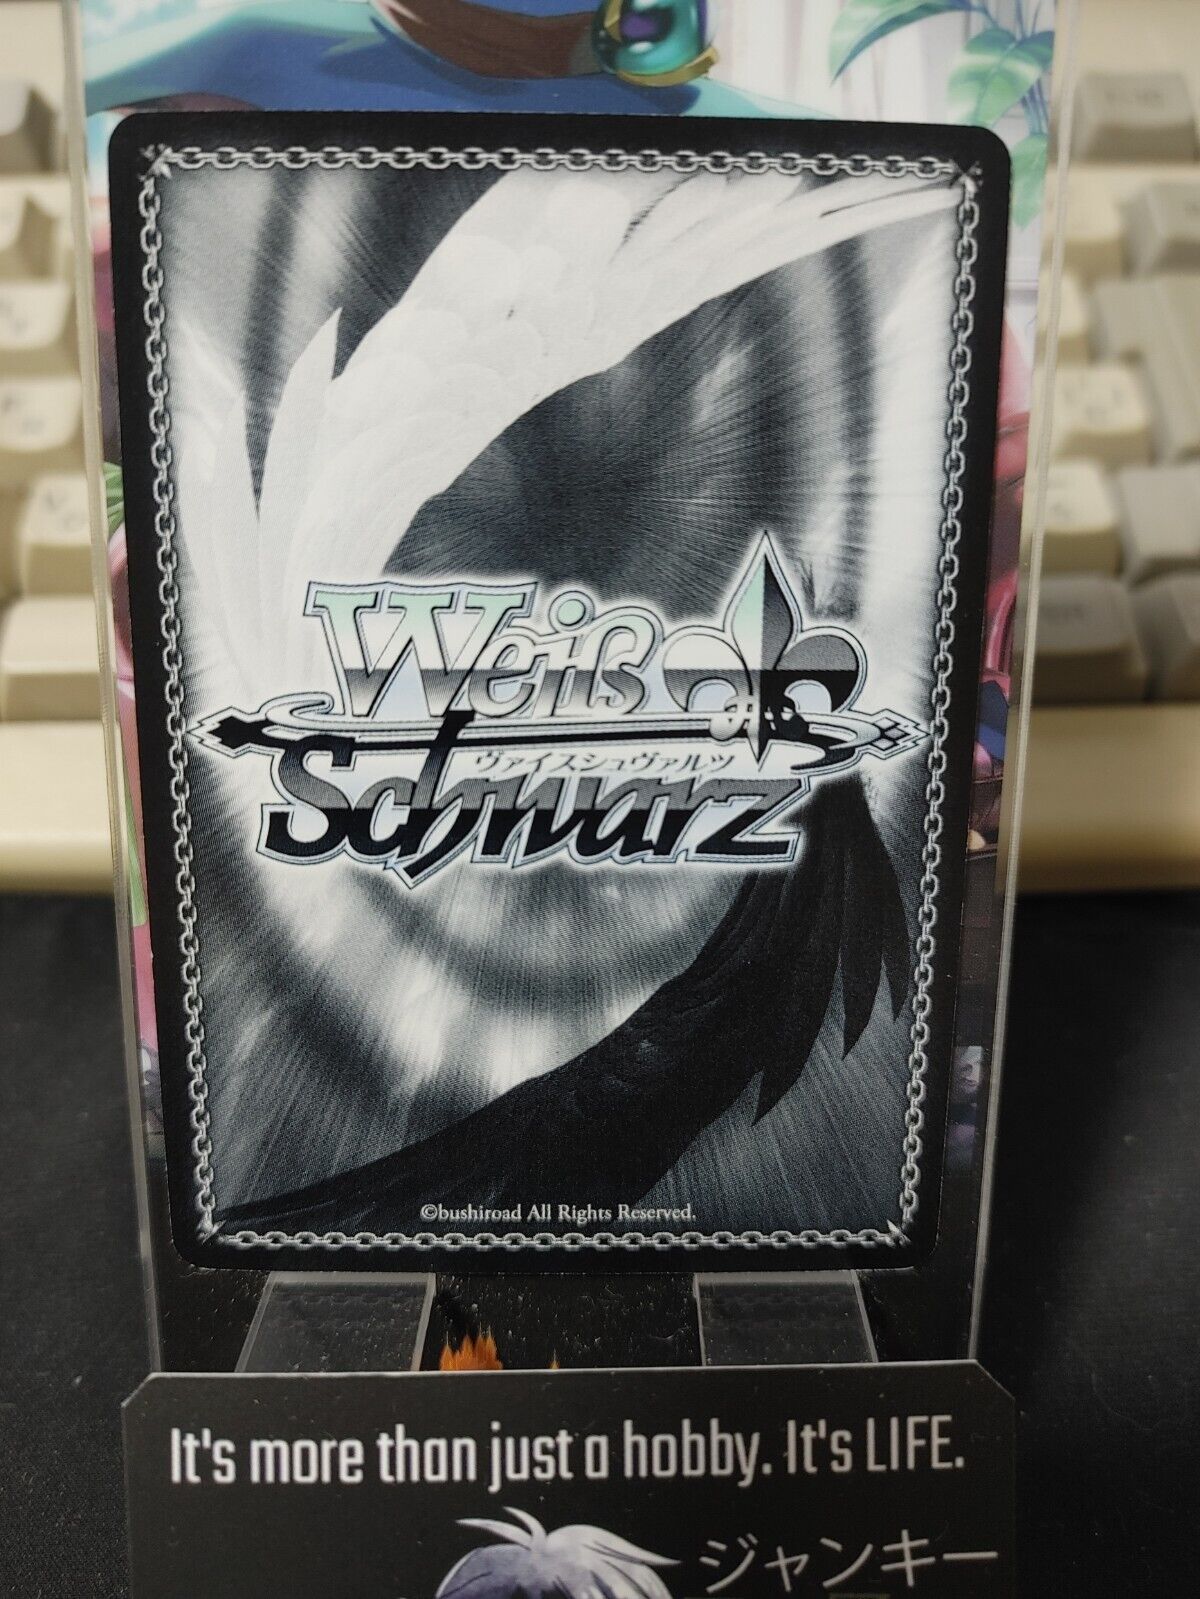 Weiß
ヴァイスシュヴァルツ
Schwarz
©bushiroad All Rights Reserved.
It's more than just a hobby. It's LIFE.
ジャンキー